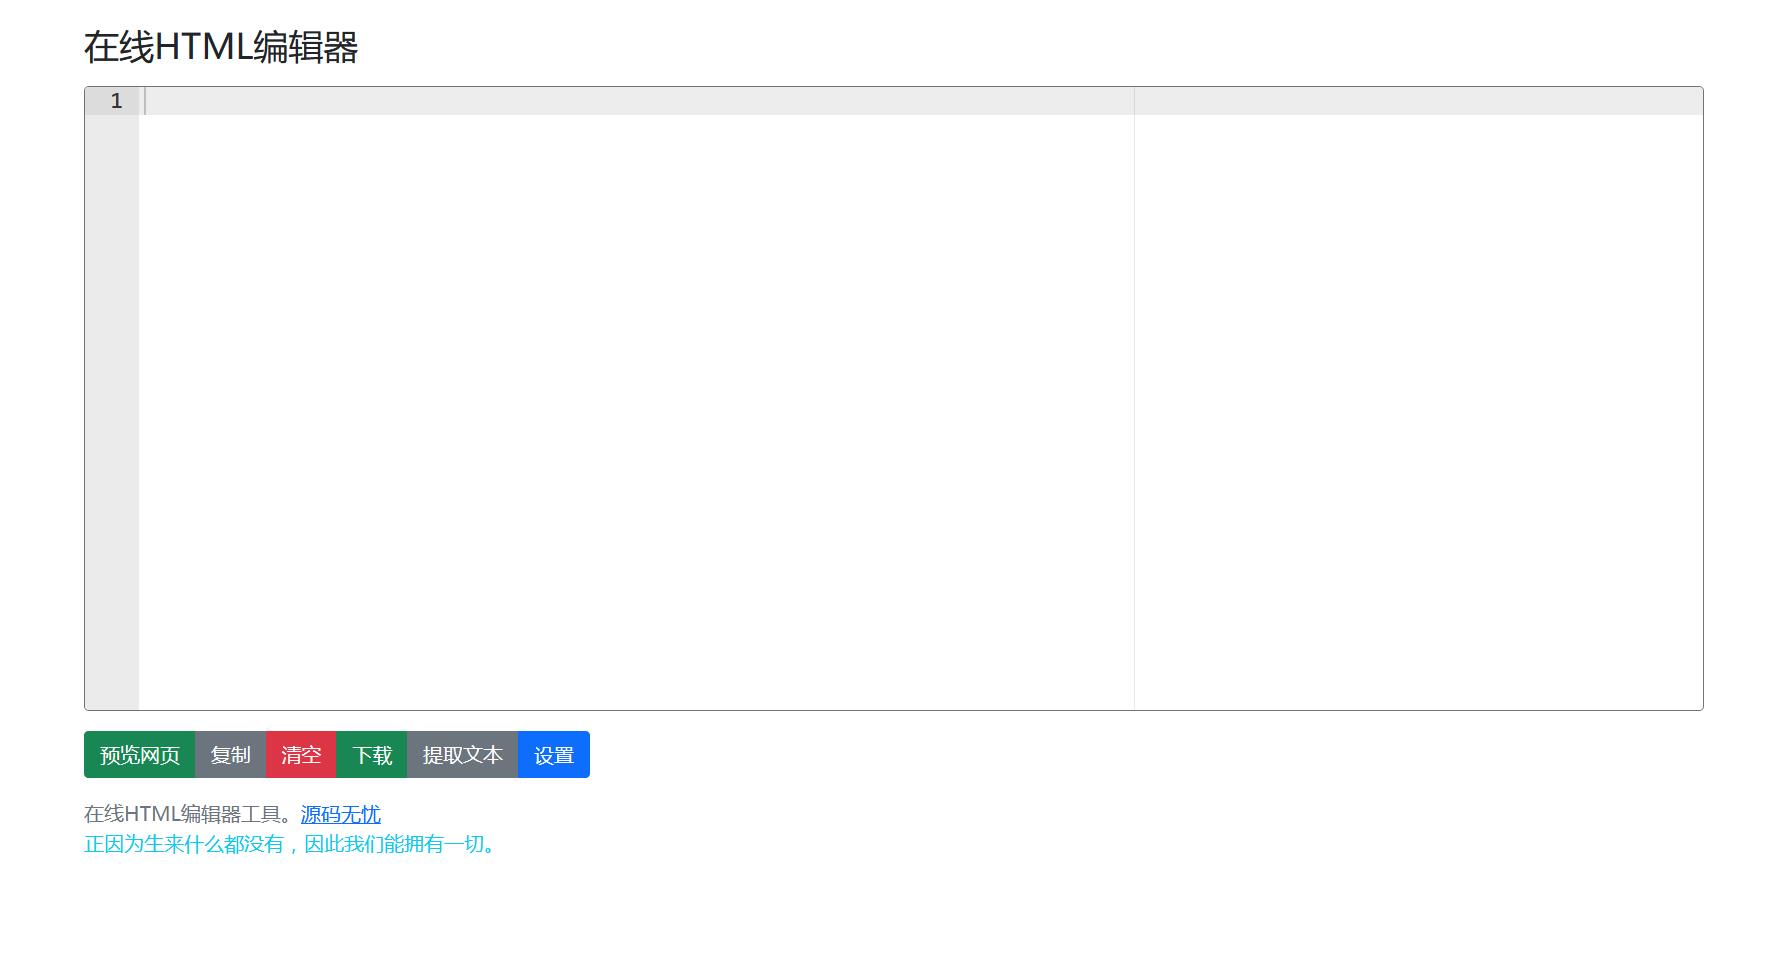 在线HTML编辑器
1
预览网页 复制 清空 下载 提取文本 设置
在线HTML编辑器工具。源码无忧
正因为生来什么都没有，因此我们能拥有一切。